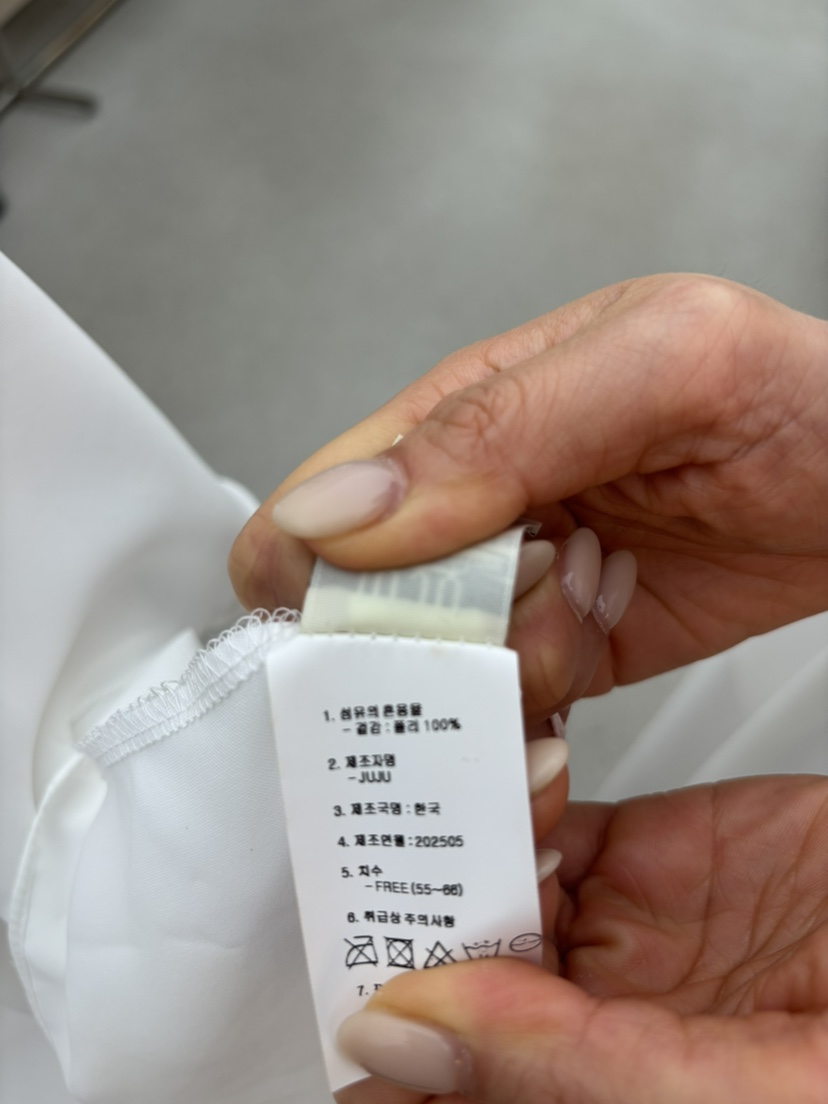 1. 섬유의 혼용율
- 겉감 : 폴리 100%
2. 제조자명
- JUJU
3. 제조국명 : 한국
4. 제조연월 : 202505
5. 치수
- FREE (55~66)
6. 취급상 주의사항
7.